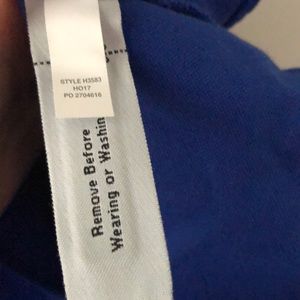 STYLE H3583
HO17
PO 2704616
Remove Before
Wearing or Washin